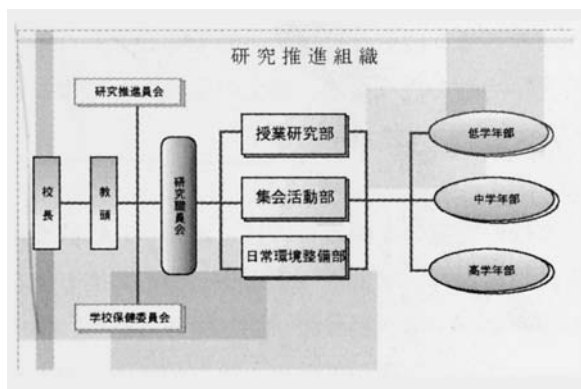 研究推進組織
研究推進員会
校長
教頭
研究職員会
学校保健委員会
授業研究部
集会活動部
日常環境整備部
低学年部
中学年部
高学年部